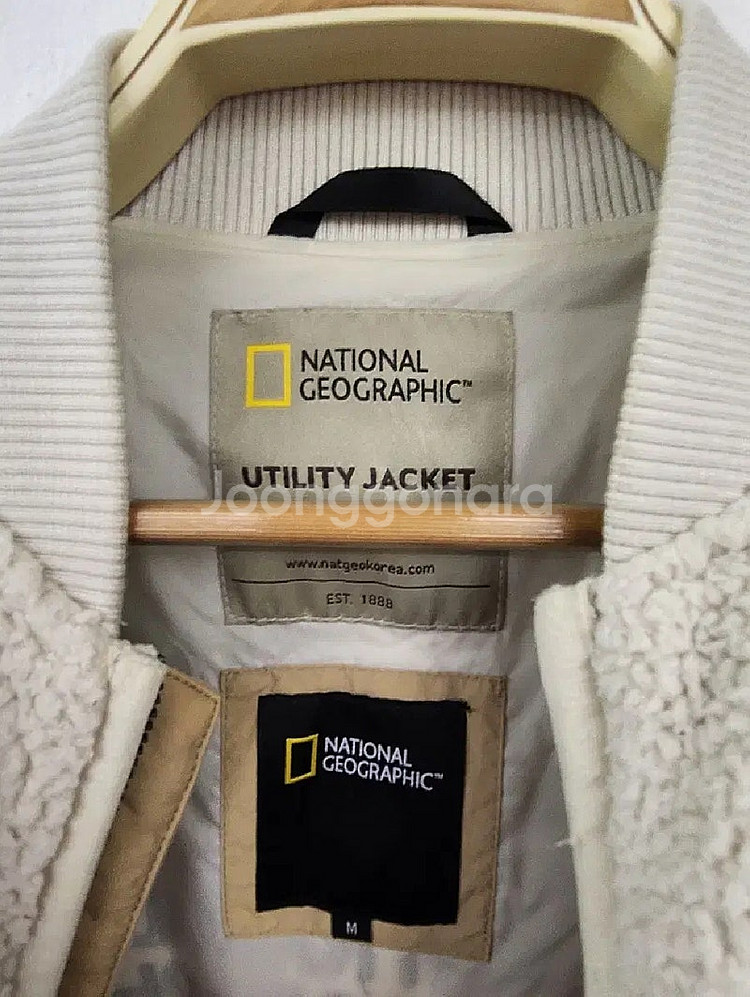 NATIONAL
GEOGRAPHIC™
UTILITY JACKET
Joonggonara
www.natgeokorea.com
EST. 1888
NATIONAL
GEOGRAPHIC™
M